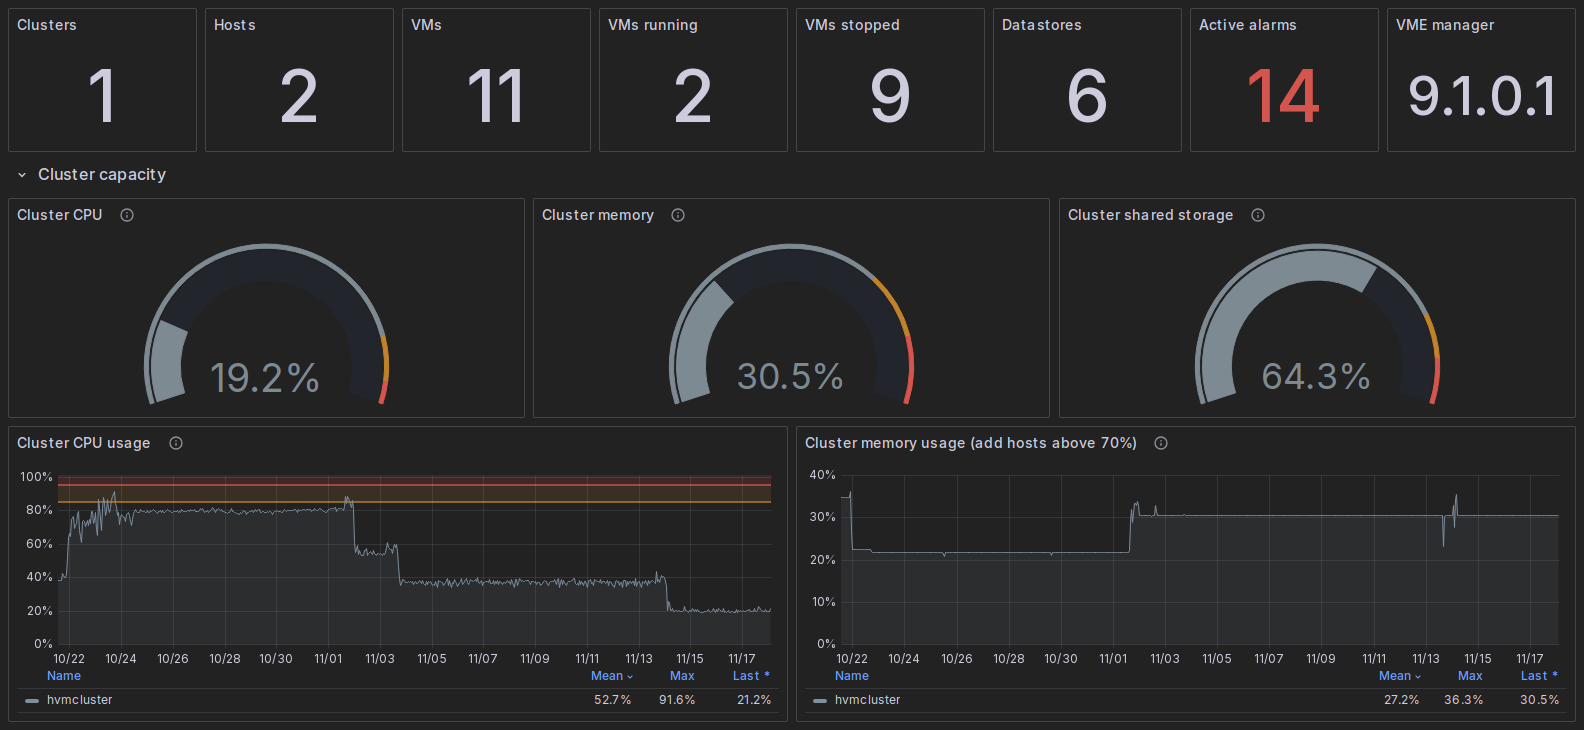 Clusters
Hosts
VMs
VMs running
VMs stopped
Datastores
Active alarms
VME manager
1
2
11
2
9
6
14
9.1.0.1
Cluster capacity
Cluster CPU
Cluster memory
Cluster shared storage
19.2%
30.5%
64.3%
Cluster CPU usage
100%
80%
60%
40%
20%
0%
10/22 10/24 10/26 10/28 10/30 11/01 11/03 11/05 11/07 11/09 11/11 11/13 11/15 11/17
Name Mean Max Last *
hvmcluster 52.7% 91.6% 21.2%
Cluster memory usage (add hosts above 70%)
40%
30%
20%
10%
0%
10/22 10/24 10/26 10/28 10/30 11/01 11/03 11/05 11/07 11/09 11/11 11/13 11/15 11/17
Name Mean Max Last *
hvmcluster 27.2% 36.3% 30.5%